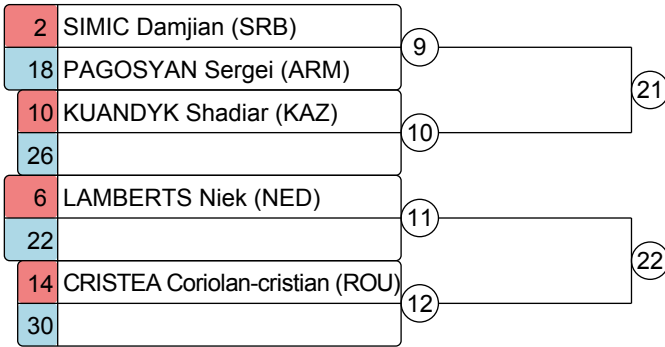 2 SIMIC Damjian (SRB)
9
18 PAGOSYAN Sergei (ARM)
21
10 KUANDYK Shadiar (KAZ)
10
26
6 LAMBERTS Niek (NED)
11
22
22
14 CRISTEA Coriolan-cristian (ROU)
12
30